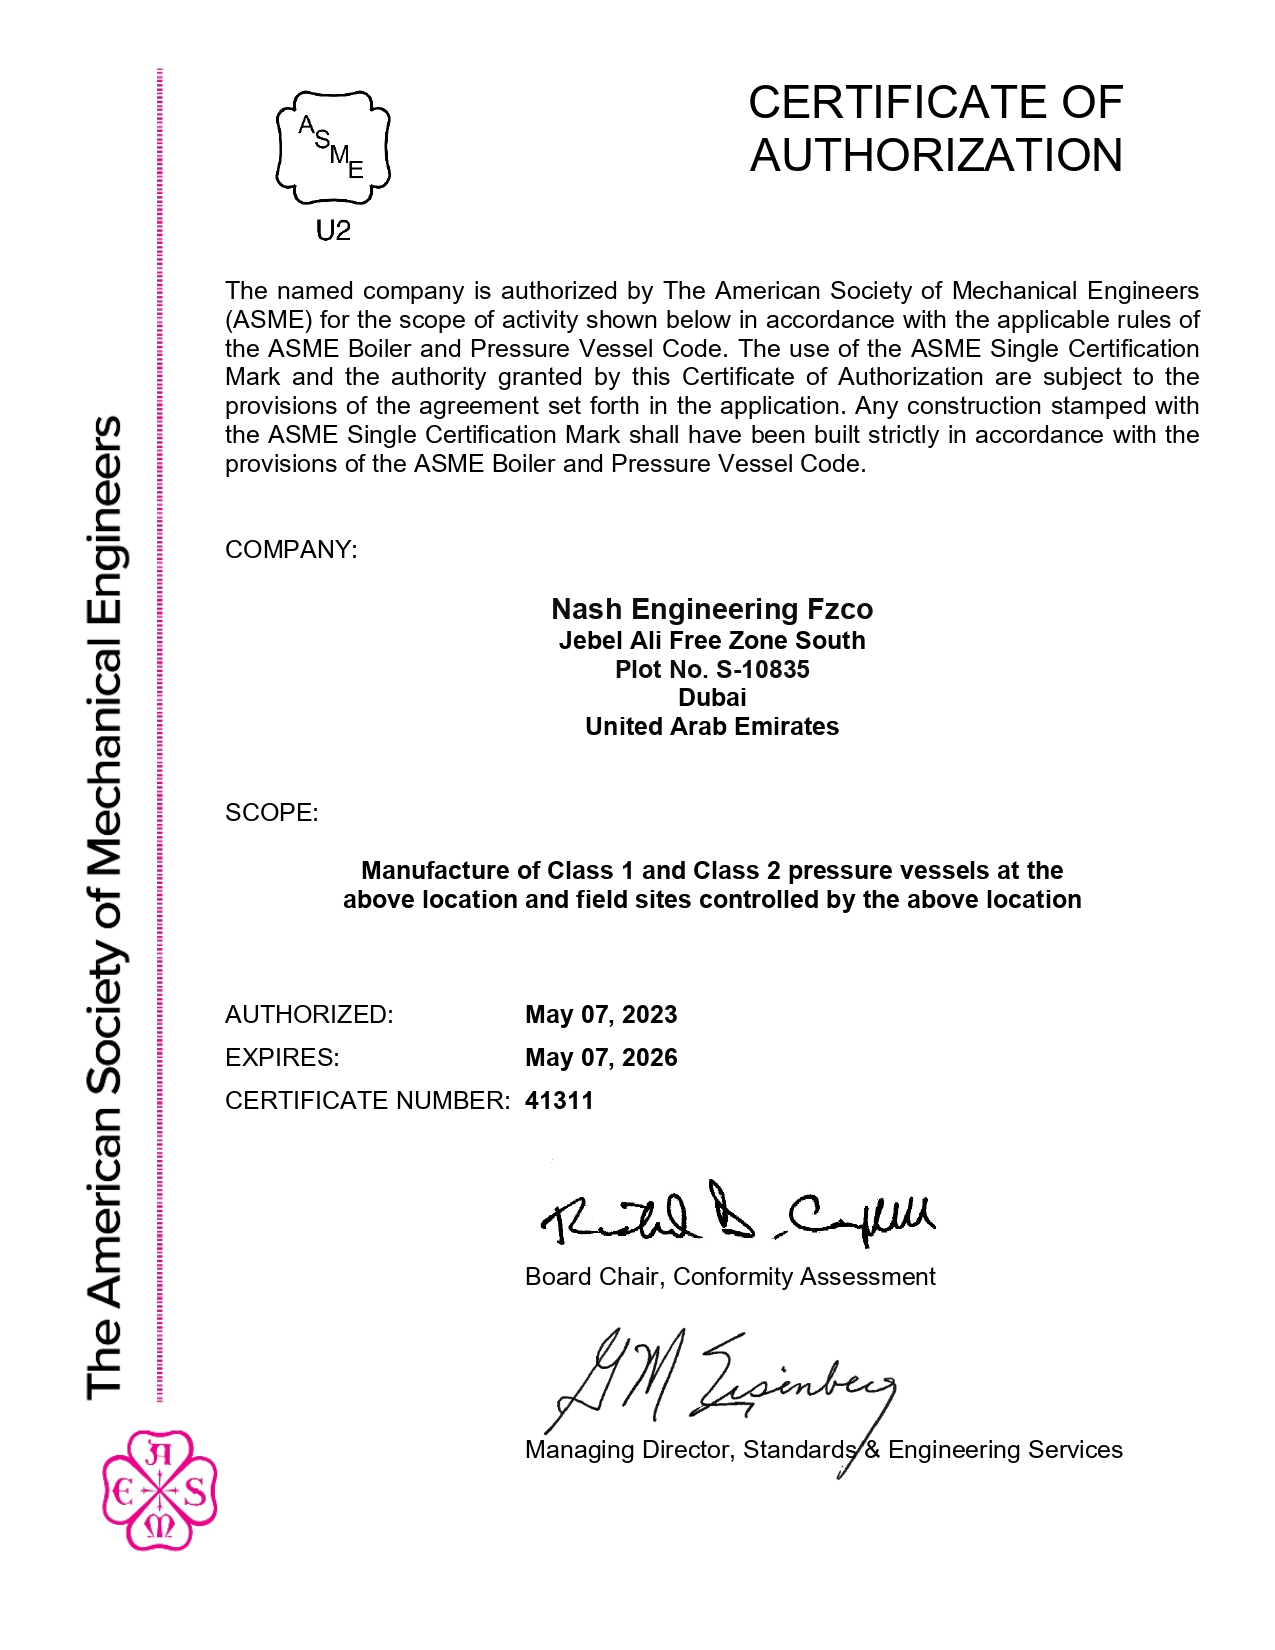 A
S
M
E
U2
CERTIFICATE OF
AUTHORIZATION
The named company is authorized by The American Society of Mechanical Engineers
(ASME) for the scope of activity shown below in accordance with the applicable rules of
the ASME Boiler and Pressure Vessel Code. The use of the ASME Single Certification
Mark and the authority granted by this Certificate of Authorization are subject to the
provisions of the agreement set forth in the application. Any construction stamped with
the ASME Single Certification Mark shall have been built strictly in accordance with the
provisions of the ASME Boiler and Pressure Vessel Code.
COMPANY:
Nash Engineering Fzco
Jebel Ali Free Zone South
Plot No. S-10835
Dubai
United Arab Emirates
SCOPE:
Manufacture of Class 1 and Class 2 pressure vessels at the
above location and field sites controlled by the above location
AUTHORIZED: May 07, 2023
EXPIRES: May 07, 2026
CERTIFICATE NUMBER: 41311
Board Chair, Conformity Assessment
GM Eisenberg
Managing Director, Standards & Engineering Services
The American Society of Mechanical Engineers
A
E S
M